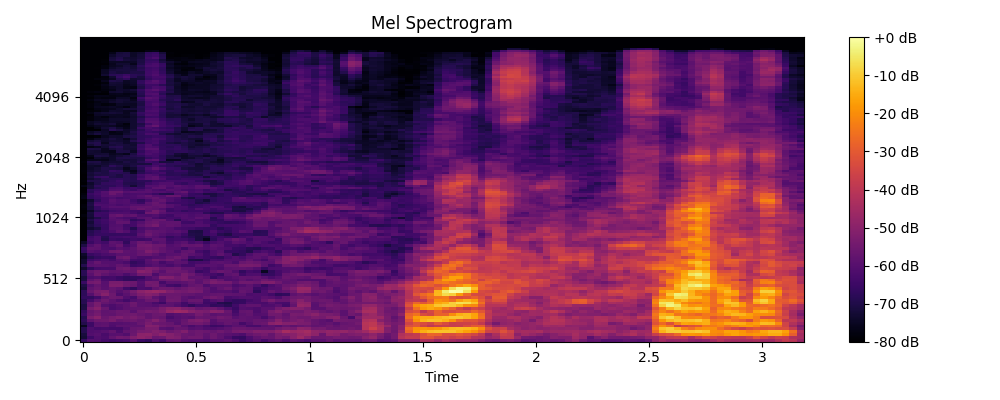 Mel Spectrogram
Hz
4096
2048
1024
512
0
0
0.5
1
1.5
2
2.5
3
Time
+0 dB
-10 dB
-20 dB
-30 dB
-40 dB
-50 dB
-60 dB
-70 dB
-80 dB